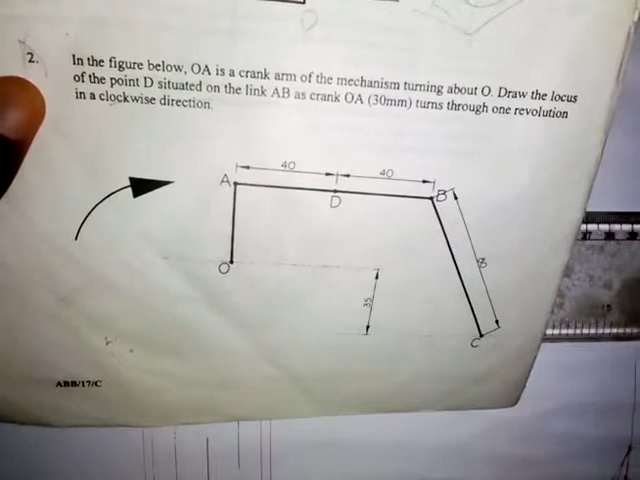 2.
In the figure below, OA is a crank arm of the mechanism turning about O. Draw the locus
of the point D situated on the link AB as crank OA (30mm) turns through one revolution
in a clockwise direction.
40
40
A
B
D
O
35
C
ABB/17/C